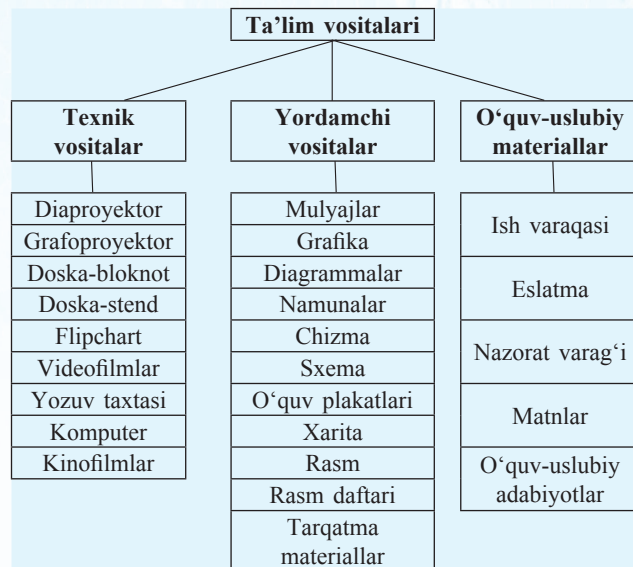 Ta’lim vositalari
Texnik
vositalar
Diaproyektor
Grafoproyektor
Doska-bloknot
Doska-stend
Flipchart
Videofilmlar
Yozuv taxtasi
Komputer
Kinofilmlar
Yordamchi
vositalar
Mulyajlar
Grafika
Diagrammalar
Namunalar
Chizma
Sxema
O‘quv plakatlari
Xarita
Rasm
Rasm daftari
Tarqatma
materiallar
O‘quv-uslubiy
materiallar
Ish varaqasi
Eslatma
Nazorat varag‘i
Matnlar
O‘quv-uslubiy
adabiyotlar